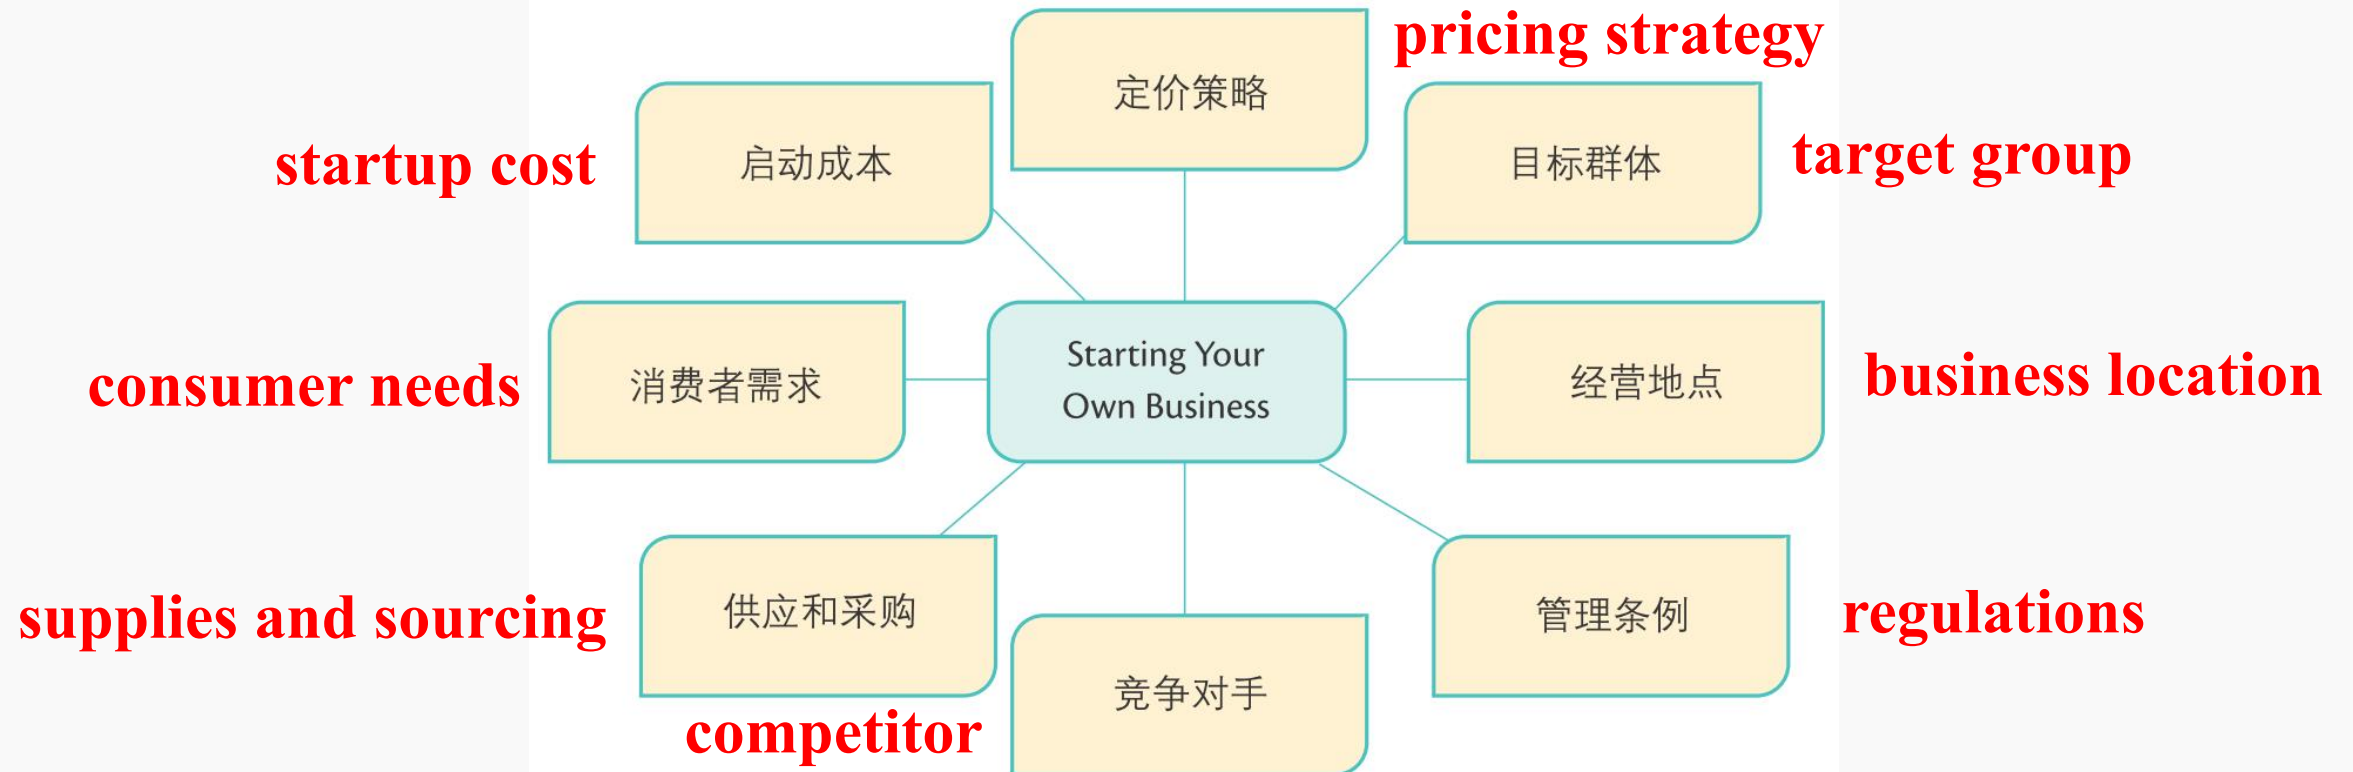 pricing strategy
定价策略
startup cost
启动成本
目标群体
target group
consumer needs
消费者需求
Starting Your
Own Business
经营地点
business location
supplies and sourcing
供应和采购
管理条例
regulations
competitor
竞争对手